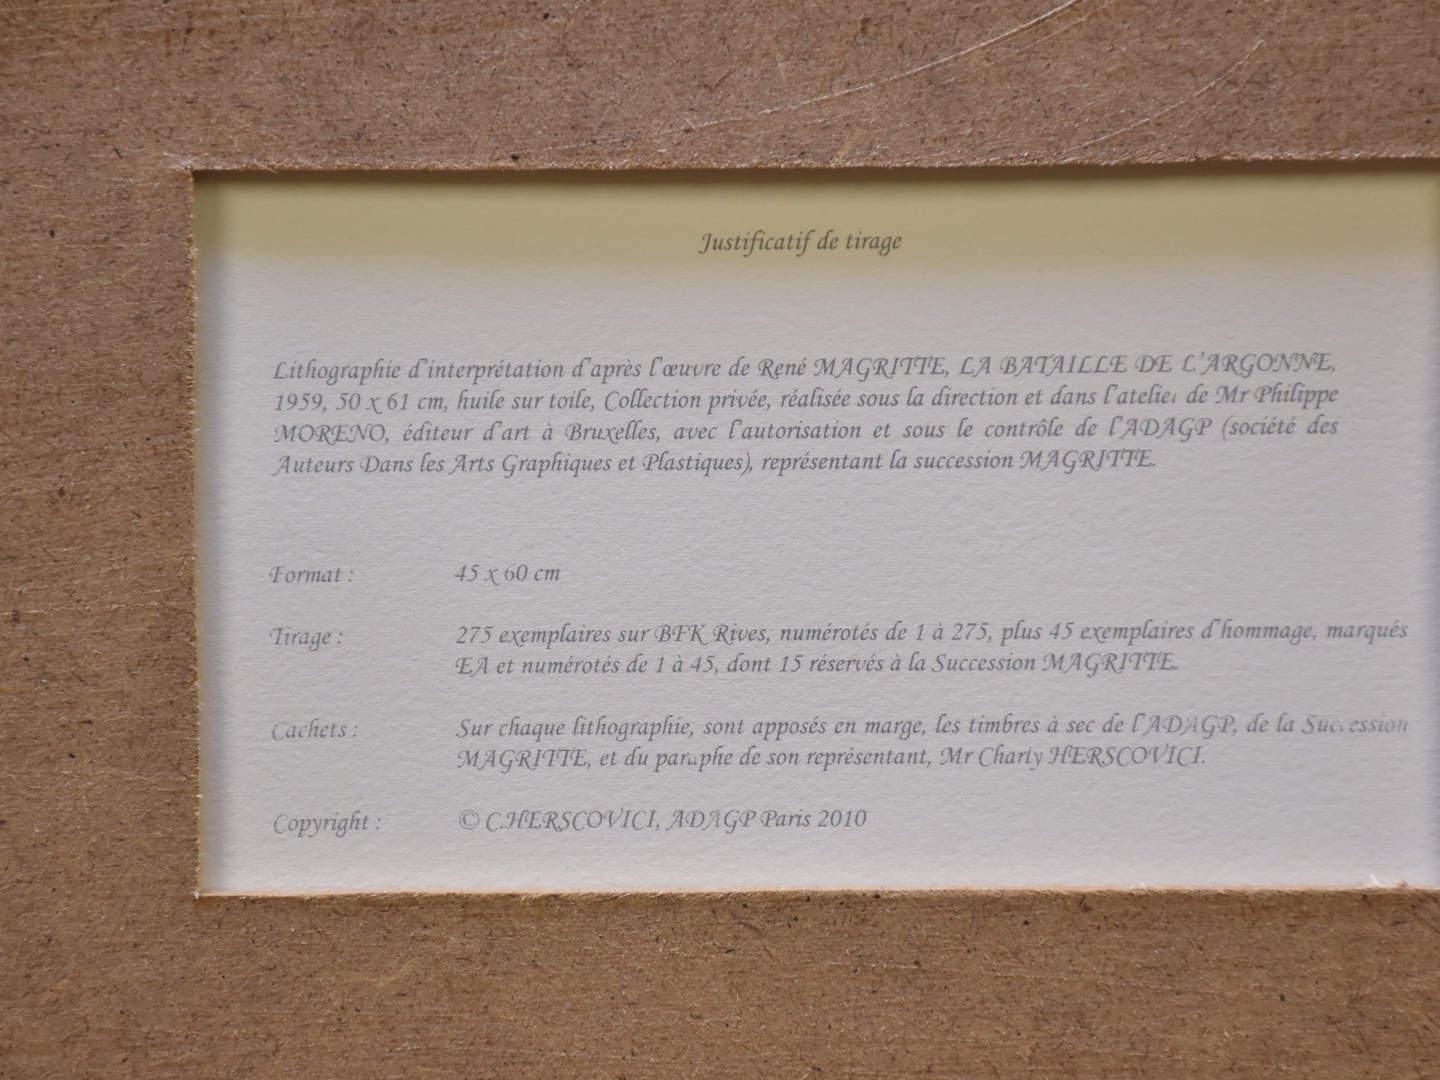 Justificatif de tirage
Lithographie d'interprétation d'après l'œuvre de René MAGRITTE, LA BATAILLE DE L'ARGONNE,
1959, 50 x 61 cm, huile sur toile, Collection privée, réalisée sous la direction et dans l'atelier de Mr Philippe
MORENO, éditeur d'art à Bruxelles, avec l'autorisation et sous le contrôle de l'ADAGP (société des
Auteurs Dans les Arts Graphiques et Plastiques), représentant la succession MAGRITTE.
Format : 45 x 60 cm
Tirage : 275 exemplaires sur BFK Rives, numérotés de 1 à 275, plus 45 exemplaires d'hommage, marqués
EA et numérotés de 1 à 45, dont 15 réservés à la Succession MAGRITTE.
Cachets : Sur chaque lithographie, sont apposés en marge, les timbres à sec de l'ADAGP, de la Succession
MAGRITTE, et du paraphe de son représentant, Mr Charly HERSCOVICI.
Copyright : © C.HERSCOVICI, ADAGP Paris 2010